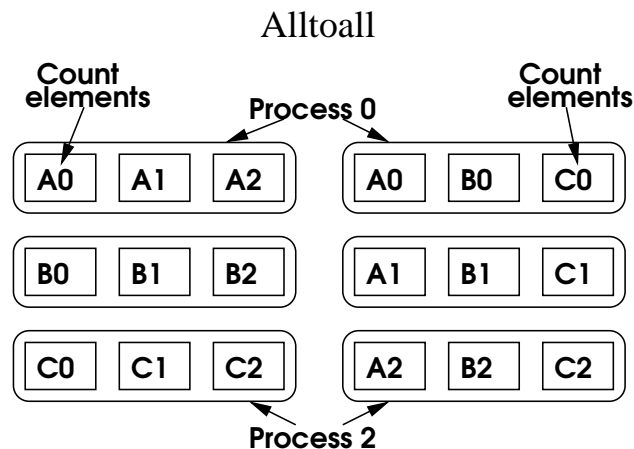 Alltoall
Count elements
Count elements
Process 0
A0 A1 A2 A0 B0 C0
B0 B1 B2 A1 B1 C1
C0 C1 C2 A2 B2 C2
Process 2